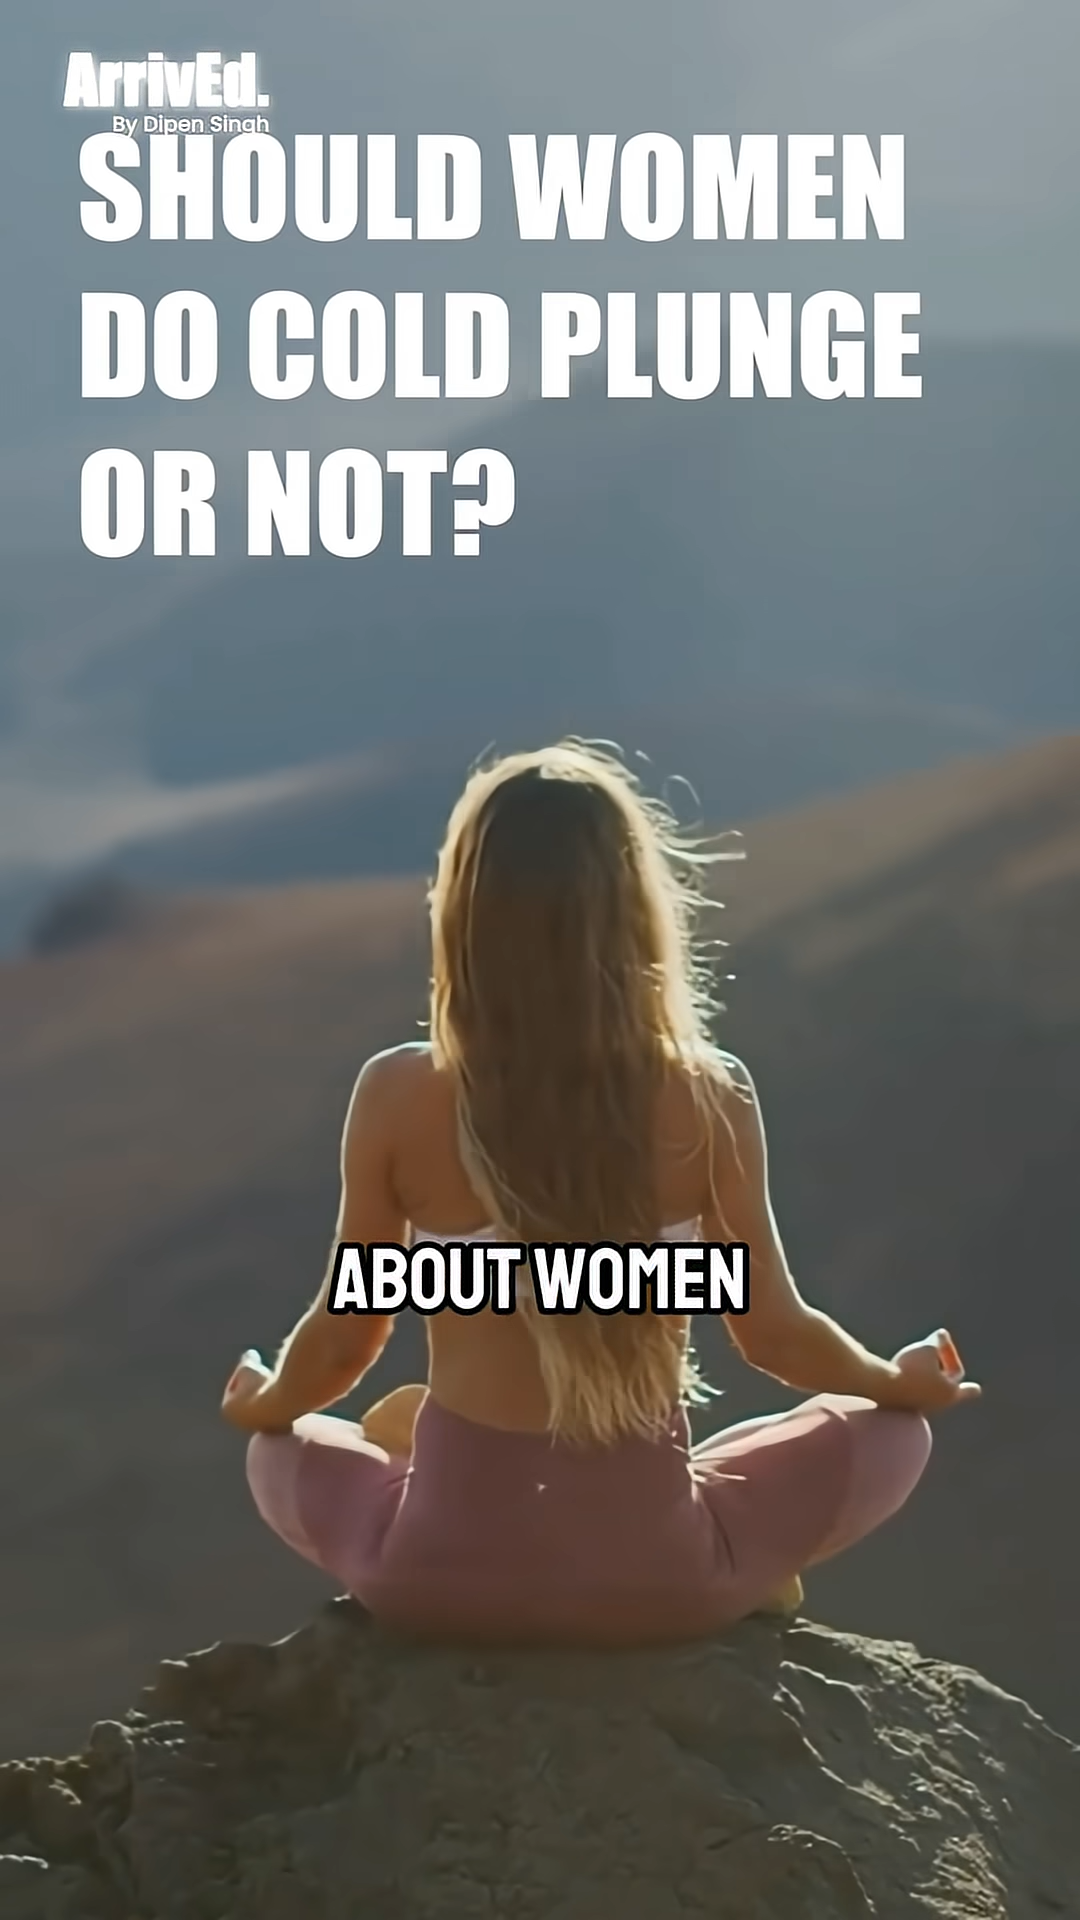 ArrivEd.
By Dipen Singh
SHOULD WOMEN
DO COLD PLUNGE
OR NOT?
ABOUT WOMEN